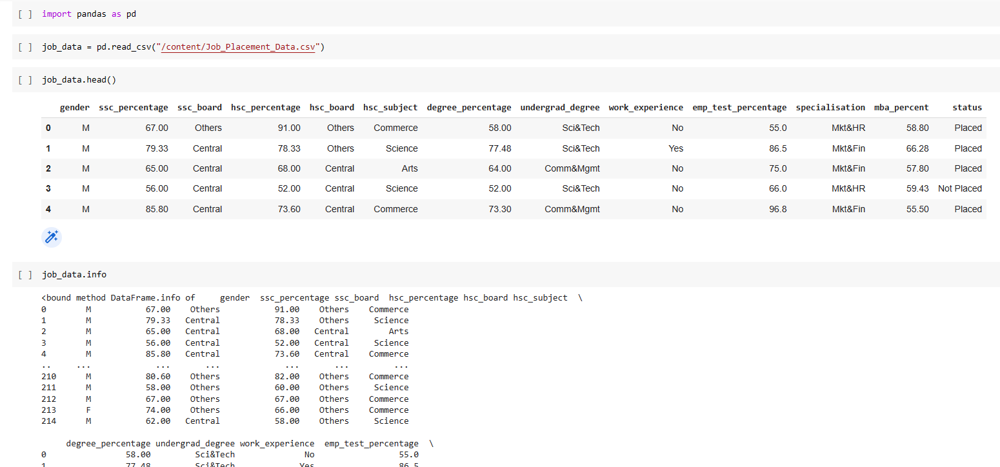 [ ] import pandas as pd
[ ] job_data = pd.read_csv("/content/Job_Placement_Data.csv")
[ ] job_data.head()
gender ssc_percentage ssc_board hsc_percentage hsc_board hsc_subject degree_percentage undergrad_degree work_experience emp_test_percentage specialisation mba_percent status
0 M 67.00 Others 91.00 Others Commerce 58.00 Sci&Tech No 55.0 Mkt&HR 58.80 Placed
1 M 79.33 Central 78.33 Others Science 77.48 Sci&Tech Yes 86.5 Mkt&Fin 66.28 Placed
2 M 65.00 Central 68.00 Central Arts 64.00 Comm&Mgmt No 75.0 Mkt&Fin 57.80 Placed
3 M 56.00 Central 52.00 Central Science 52.00 Sci&Tech No 66.0 Mkt&HR 59.43 Not Placed
4 M 85.80 Central 73.60 Central Commerce 73.30 Comm&Mgmt No 96.8 Mkt&Fin 55.50 Placed
[ ] job_data.info
<bound method DataFrame.info of gender ssc_percentage ssc_board hsc_percentage hsc_board hsc_subject \
0 M 67.00 Others 91.00 Others Commerce
1 M 79.33 Central 78.33 Others Science
2 M 65.00 Central 68.00 Central Arts
3 M 56.00 Central 52.00 Central Science
4 M 85.80 Central 73.60 Central Commerce
.. ... ... ... ... ... ...
210 M 80.60 Others 82.00 Others Commerce
211 M 58.00 Others 60.00 Others Science
212 M 67.00 Others 67.00 Others Commerce
213 F 74.00 Others 66.00 Others Commerce
214 M 62.00 Central 58.00 Others Science
degree_percentage undergrad_degree work_experience emp_test_percentage \
0 58.00 Sci&Tech No 55.0
1 77.48 Sci&Tech Yes 86.5